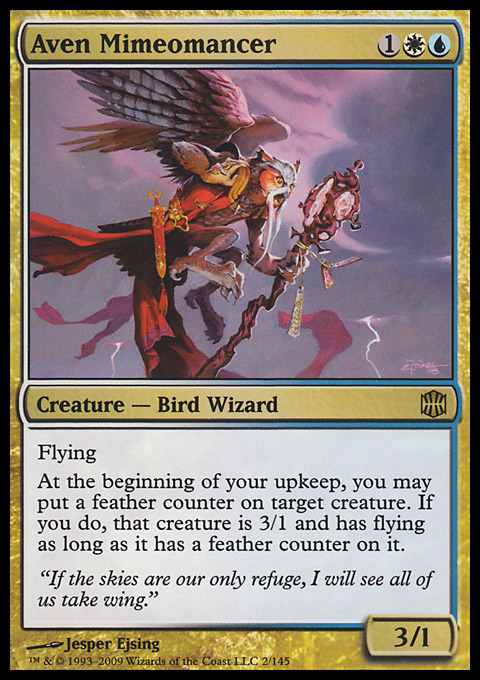 Aven Mimeomancer 1
Creature — Bird Wizard
Flying
At the beginning of your upkeep, you may
put a feather counter on target creature. If
you do, that creature is 3/1 and has flying
as long as it has a feather counter on it.
“If the skies are our only refuge, I will see all of
us take wing.”
Jesper Ejsing
3/1
™ & © 1993–2009 Wizards of the Coast LLC 2/145